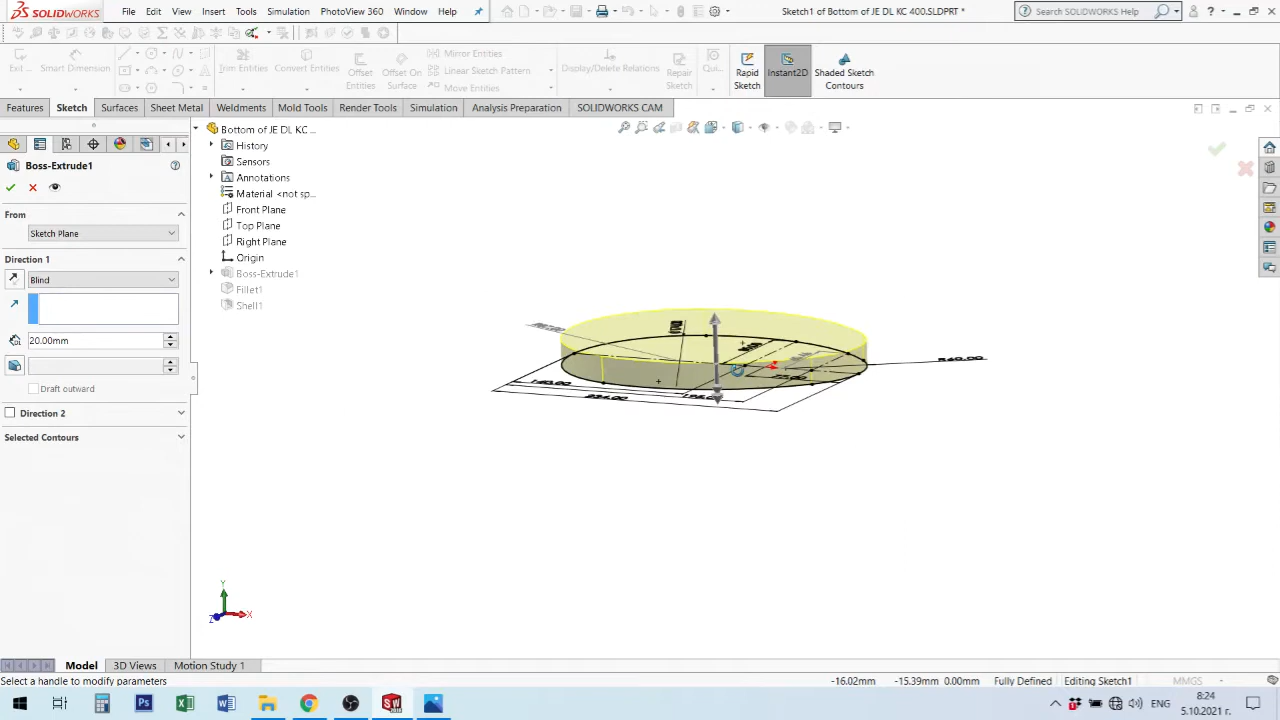 SOLIDWORKS File Edit View Insert Tools Simulation PhotoView 360 Window Help Sketch1 of Bottom of JE DL KC 400.SLDPRT * Search SOLIDWORKS Help
Exit ... Smart Dimension Trim Entities Convert Entities Offset Entities Offset On Surface Mirror Entities Linear Sketch Pattern Move Entities Display/Delete Relations Repair Sketch Qui... Rapid Sketch Instant2D Shaded Sketch Contours
Features Sketch Surfaces Sheet Metal Weldments Mold Tools Render Tools Simulation Analysis Preparation SOLIDWORKS CAM
Bottom of JE DL KC ...
History
Boss-Extrude1
Sensors
Annotations
Material <not sp...
From
Front Plane
Sketch Plane
Top Plane
Right Plane
Direction 1
Origin
Blind
Boss-Extrude1
Fillet1
Shell1
20.00mm
360.00
Draft outward
Direction 2
Selected Contours
Y
X
Z
Model 3D Views Motion Study 1
Select a handle to modify parameters -16.02mm -15.39mm 0.00mm Fully Defined Editing Sketch1 MMGS
ENG
8:24
5.10.2021 г.